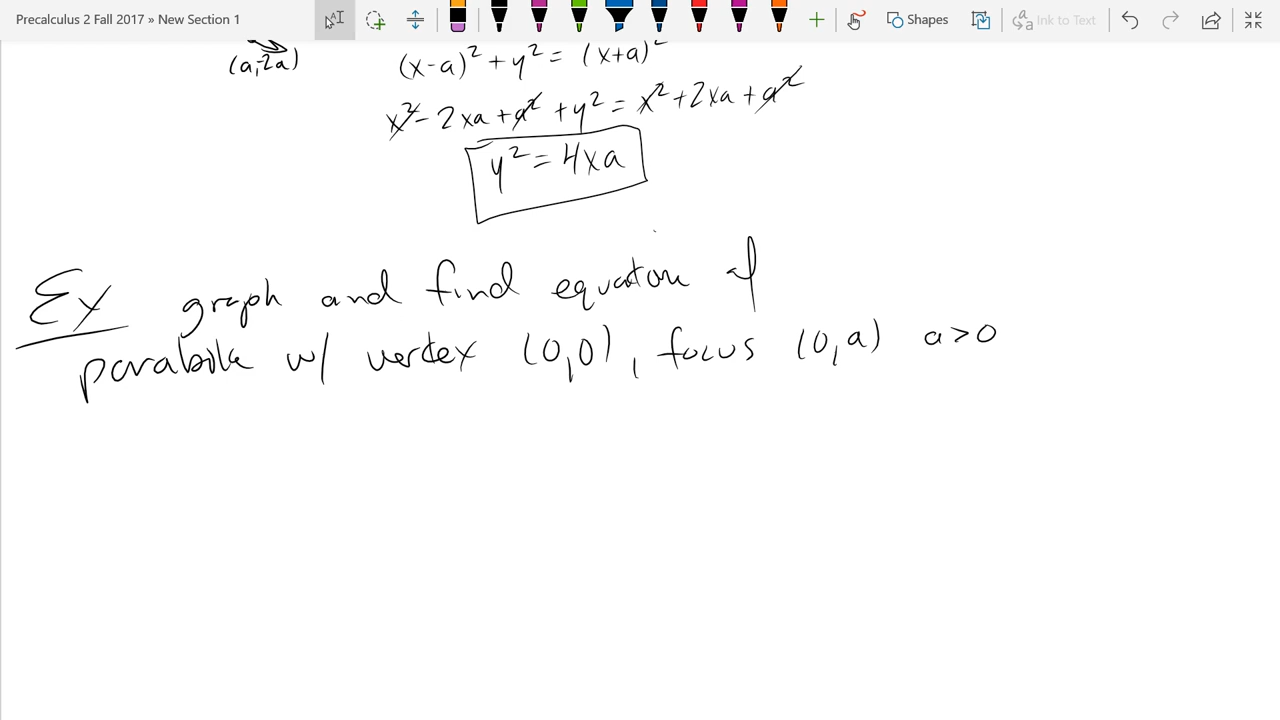 Precalculus 2 Fall 2017 » New Section 1
Shapes
Ink to Text
(a,-2a)
(x-a)² + y² = (x+a)²
x² - 2xa + a² + y² = x² + 2xa + a²
y² = 4xa
Ex graph and find equation of
parabola w/ vertex (0,0), focus (0,a) a>0